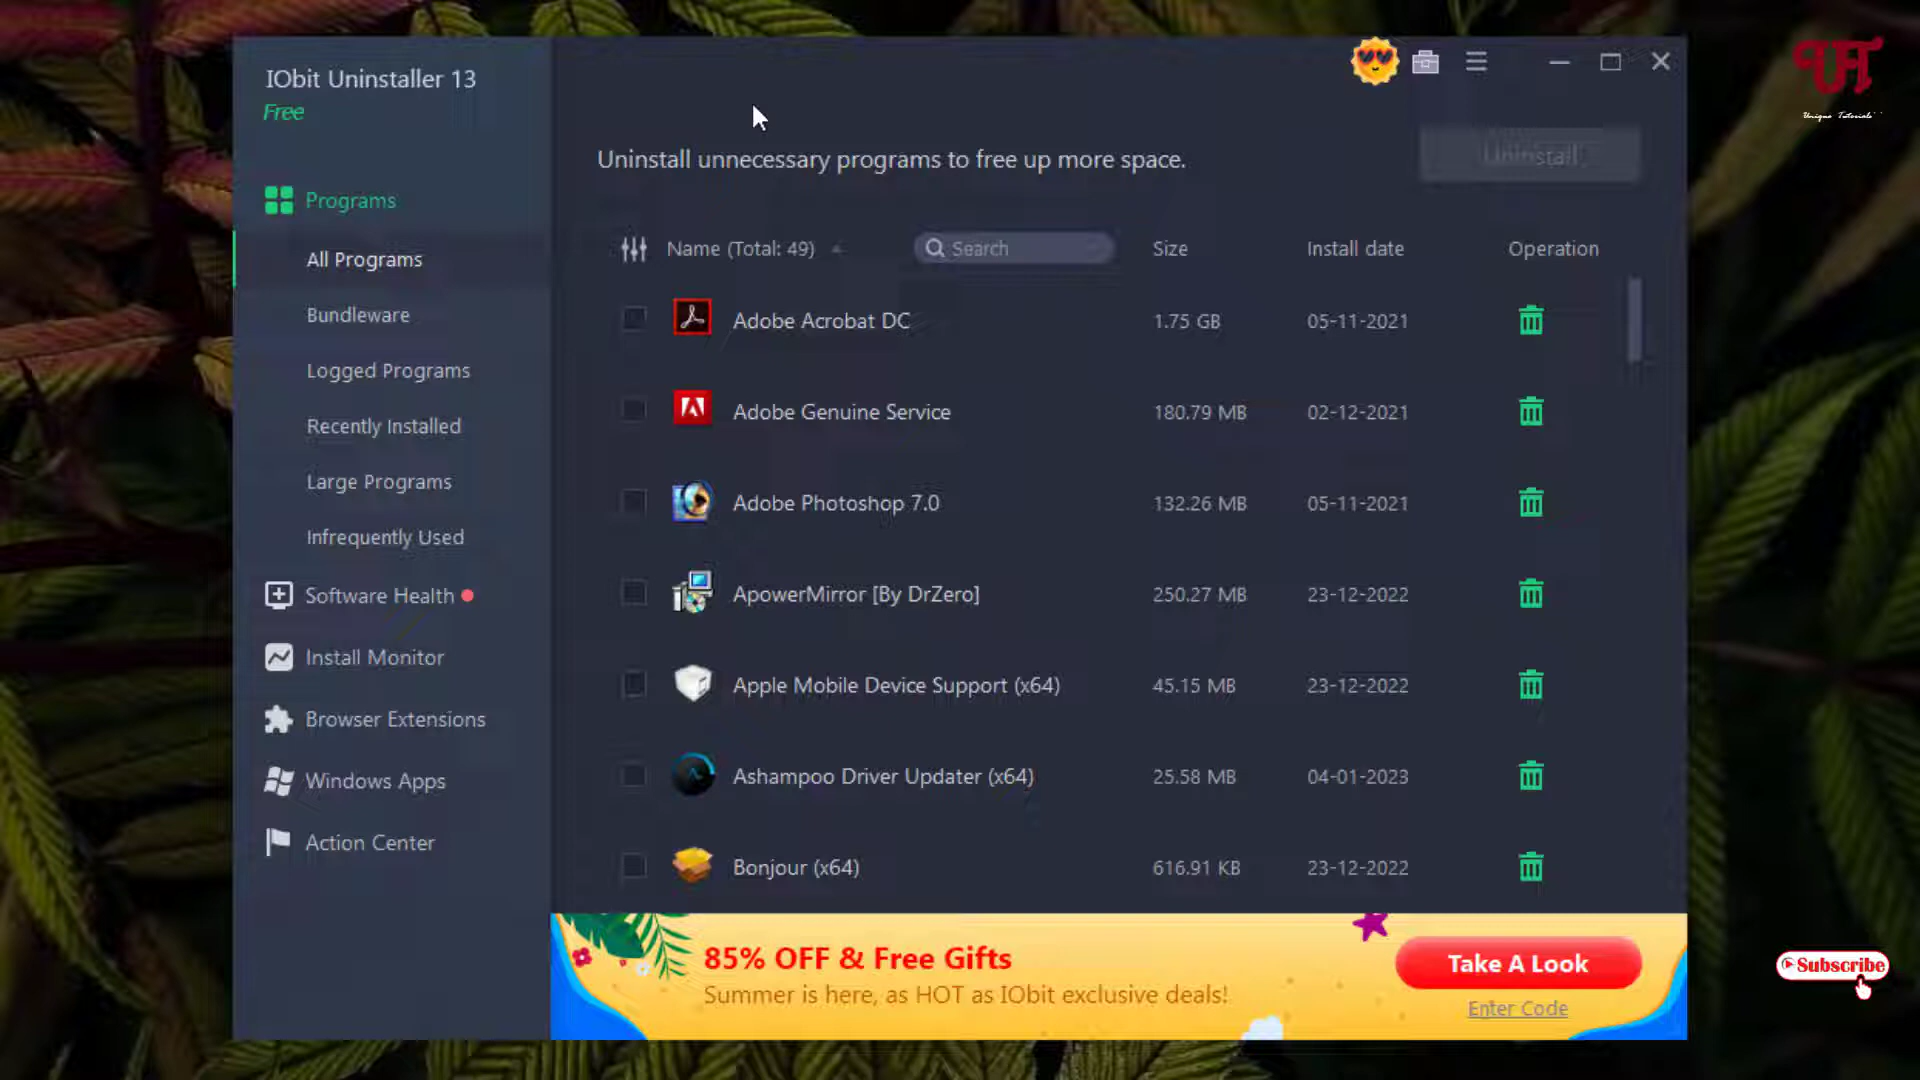 IObit Uninstaller 13
Free
UT
Unique Tutorials
Uninstall unnecessary programs to free up more space.
Uninstall
Programs
All Programs
Bundleware
Logged Programs
Recently Installed
Large Programs
Infrequently Used
Software Health
Install Monitor
Browser Extensions
Windows Apps
Action Center
Name (Total: 49) Search Size Install date Operation
Adobe Acrobat DC 1.75 GB 05-11-2021
Adobe Genuine Service 180.79 MB 02-12-2021
Adobe Photoshop 7.0 132.26 MB 05-11-2021
ApowerMirror [By DrZero] 250.27 MB 23-12-2022
Apple Mobile Device Support (x64) 45.15 MB 23-12-2022
Ashampoo Driver Updater (x64) 25.58 MB 04-01-2023
Bonjour (x64) 616.91 KB 23-12-2022
85% OFF & Free Gifts
Summer is here, as HOT as IObit exclusive deals!
Take A Look
Enter Code
Subscribe